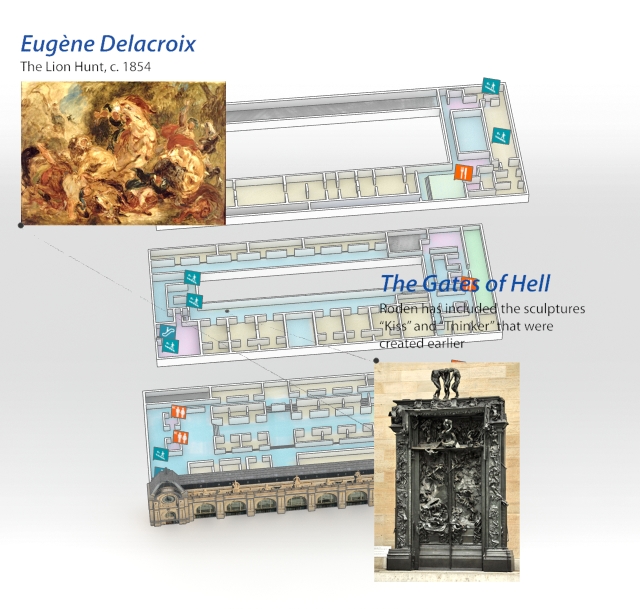 Eugène Delacroix
The Lion Hunt, c. 1854
The Gates of Hell
Roden has included the sculptures
“Kiss” and “Thinker” that were
created earlier